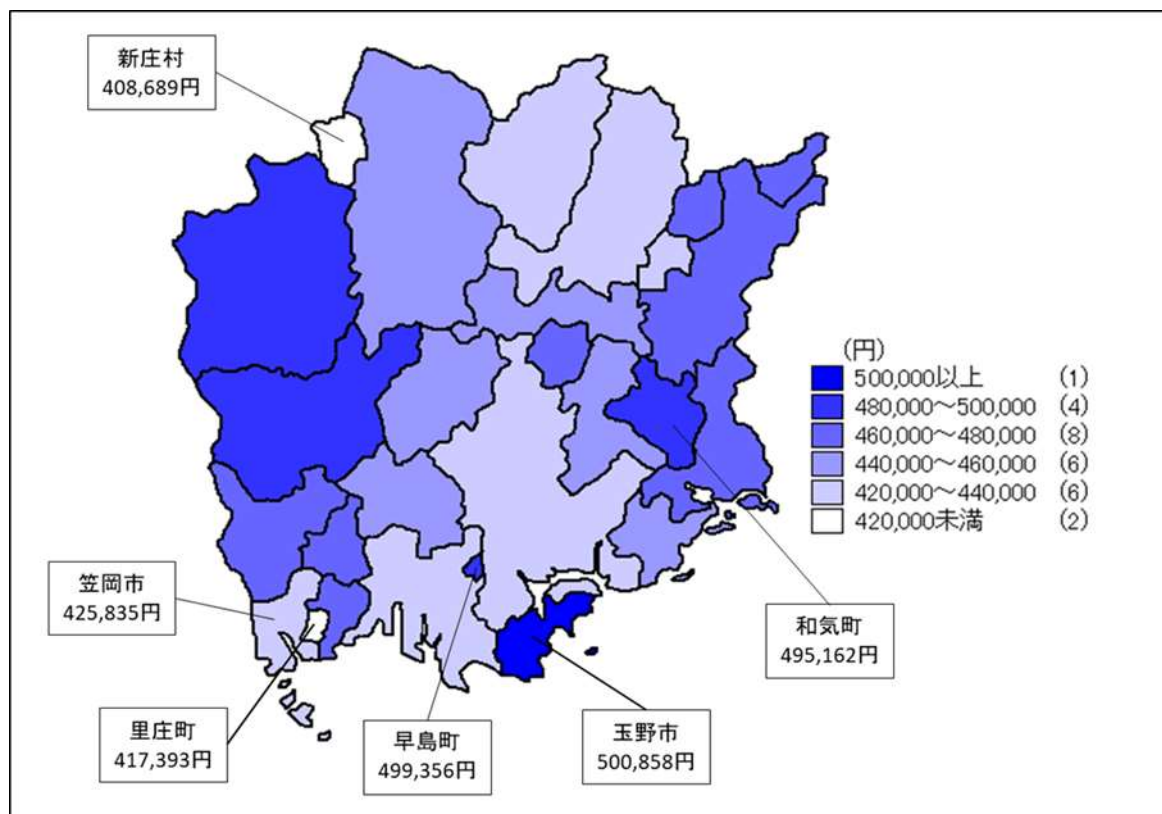 新庄村
408,689円
(円)
500,000以上 (1)
480,000～500,000 (4)
460,000～480,000 (8)
440,000～460,000 (6)
420,000～440,000 (6)
420,000未満 (2)
笠岡市
425,835円
和気町
495,162円
里庄町
417,393円
早島町
499,356円
玉野市
500,858円